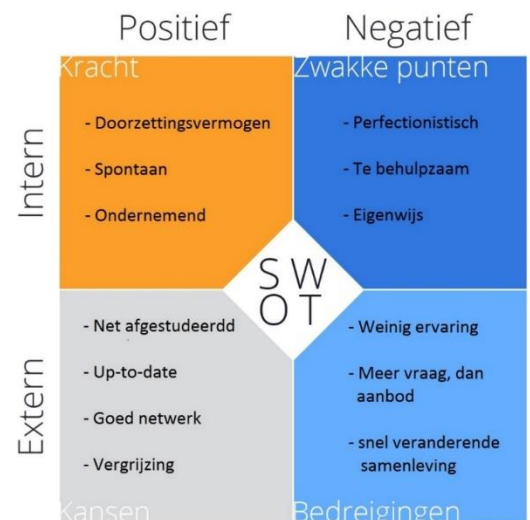 Positief
Negatief
Intern
Kracht
- Doorzettingsvermogen
- Spontaan
- Ondernemend
Zwakke punten
- Perfectionistisch
- Te behulpzaam
- Eigenwijs
S W
O T
Extern
- Net afgestudeerdd
- Up-to-date
- Goed netwerk
- Vergrijzing
Kansen
- Weinig ervaring
- Meer vraag, dan
aanbod
- snel veranderende
samenleving
Bedreigingen